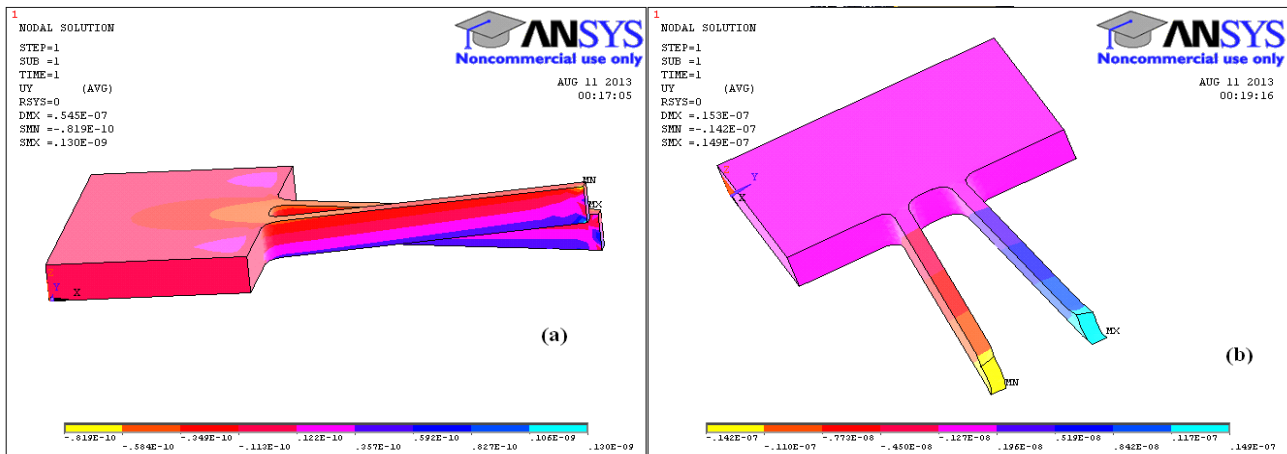 1
NODAL SOLUTION
STEP=1
SUB =1
TIME=1
UY (AVG)
RSYS=0
DMX =.545E-07
SMN =-.819E-10
SMX =.130E-09
ANSYS
Noncommercial use only
AUG 11 2013
00:17:05
MN
MX
Y
X
(a)
-.819E-10 -.349E-10 .122E-10 .592E-10 .106E-09
-.584E-10 -.113E-10 .357E-10 .827E-10 .130E-09
1
NODAL SOLUTION
STEP=1
SUB =1
TIME=1
UY (AVG)
RSYS=0
DMX =.153E-07
SMN =-.142E-07
SMX =.149E-07
ANSYS
Noncommercial use only
AUG 11 2013
00:19:16
Z
Y
X
MX
MN
(b)
-.142E-07 -.773E-08 -.127E-08 .519E-08 .117E-07
-.110E-07 -.450E-08 .196E-08 .842E-08 .149E-07